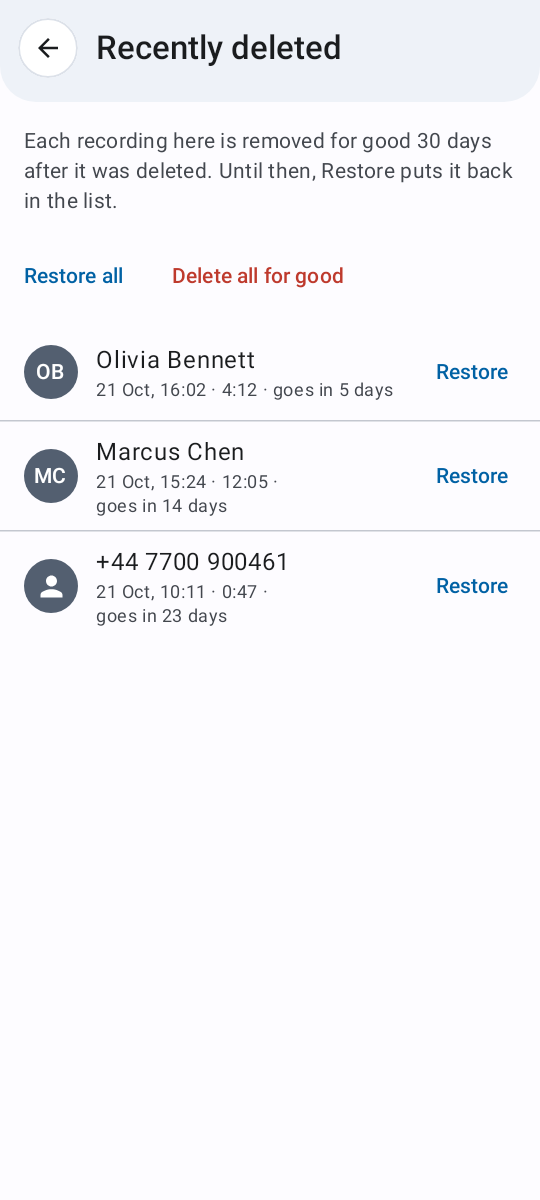 Recently deleted
Each recording here is removed for good 30 days
after it was deleted. Until then, Restore puts it back
in the list.
Restore all
Delete all for good
OB
Olivia Bennett
21 Oct, 16:02 · 4:12 · goes in 5 days
Restore
MC
Marcus Chen
21 Oct, 15:24 · 12:05 ·
goes in 14 days
Restore
+44 7700 900461
21 Oct, 10:11 · 0:47 ·
goes in 23 days
Restore